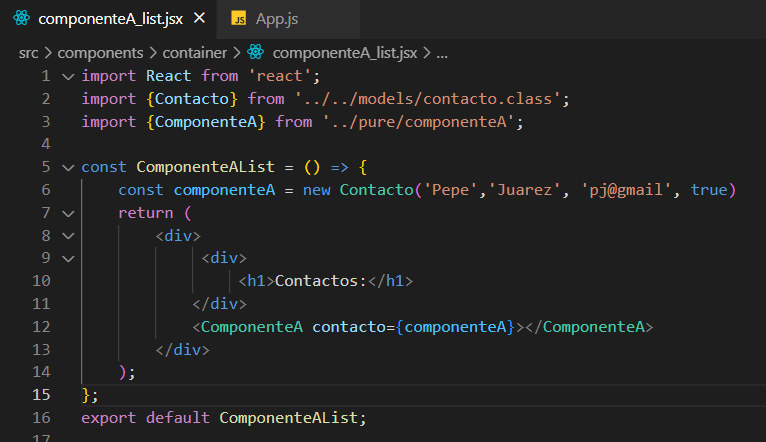 componenteA_list.jsx × JS App.js
src > components > container > componenteA_list.jsx > ...
1 import React from 'react';
2 import {Contacto} from '../../models/contacto.class';
3 import {ComponenteA} from '../pure/componenteA';
4
5 const ComponenteAList = () => {
6 const componenteA = new Contacto('Pepe','Juarez', 'pj@gmail', true)
7 return (
8 <div>
9 <div>
10 <h1>Contactos:</h1>
11 </div>
12 <ComponenteA contacto={componenteA}></ComponenteA>
13 </div>
14 );
15 };
16 export default ComponenteAList;